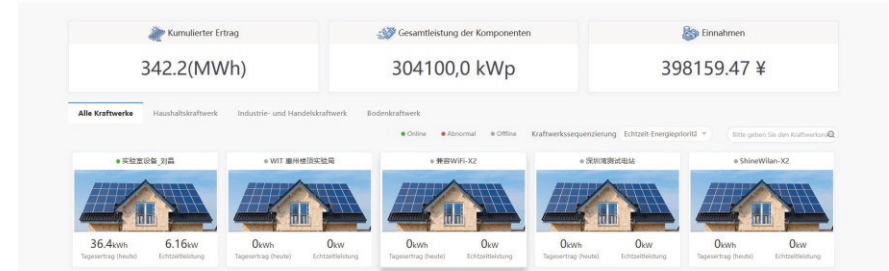 Kumulierter Ertrag
Gesamtleistung der Komponenten
Einnahmen
342.2(MWh)
304100,0 kWp
398159.47 ¥
Alle Kraftwerke Haushaltskraftwerk Industrie- und Handelskraftwerk Bodenkraftwerk
Online Abnormal Offline Kraftwerkssequenzierung Echtzeit-Energiepriorità Bitte geben Sie den Kraftwerksna
实验室设备_刘昌
WIT 惠州楼顶实验局
兼容WiFi-X2
深圳湾测试电站
ShineWilan-X2
36.4kWh 6.16kW
Tagesertrag (heute) Echtzeitleistung
0kWh 0kW
Tagesertrag (heute) Echtzeitleistung
0kWh 0kW
Tagesertrag (heute) Echtzeitleistung
0kWh 0kW
Tagesertrag (heute) Echtzeitleistung
0kWh 0kW
Tagesertrag (heute) Echtzeitleistung